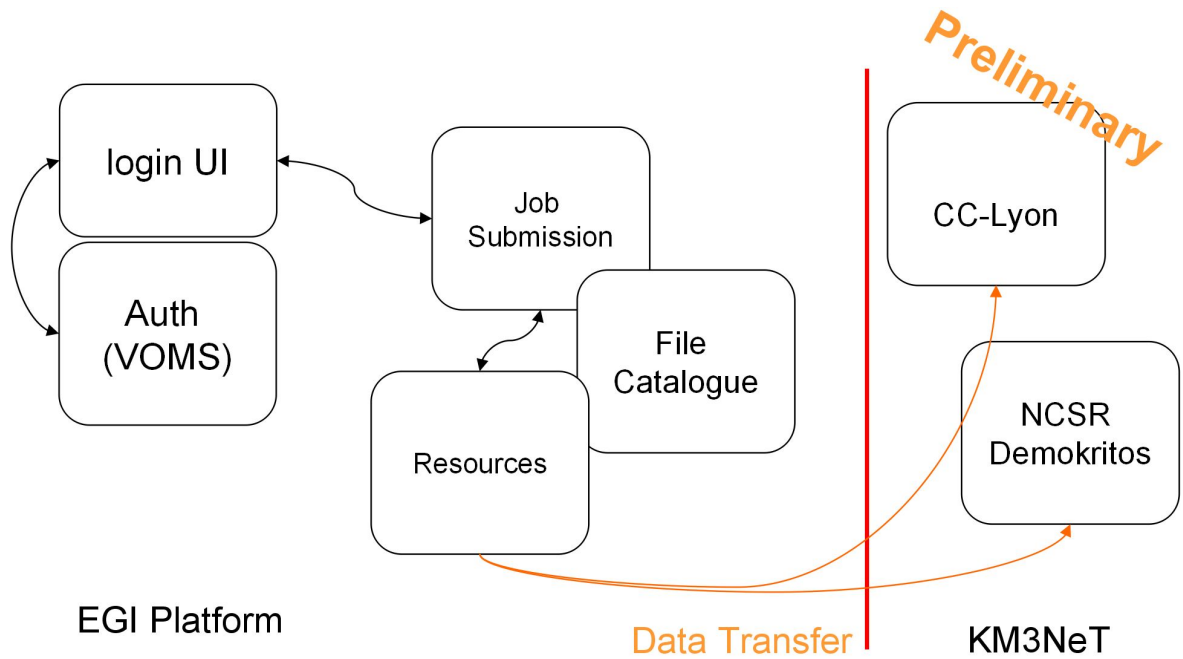 Preliminary
login UI
Auth
(VOMS)
Job
Submission
File
Catalogue
Resources
CC-Lyon
NCSR
Demokritos
EGI Platform
Data Transfer
KM3NeT